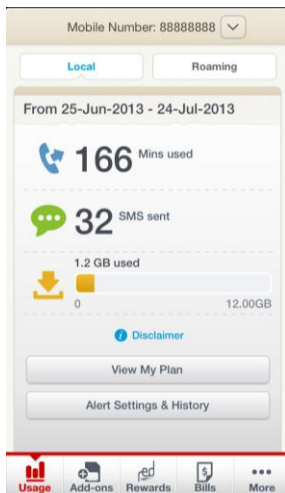 Mobile Number: 88888888
Local Roaming
From 25-Jun-2013 - 24-Jul-2013
166 Mins used
32 SMS sent
1.2 GB used
0 12.00GB
i Disclaimer
View My Plan
Alert Settings & History
$
red
Usage Add-ons Rewards Bills More